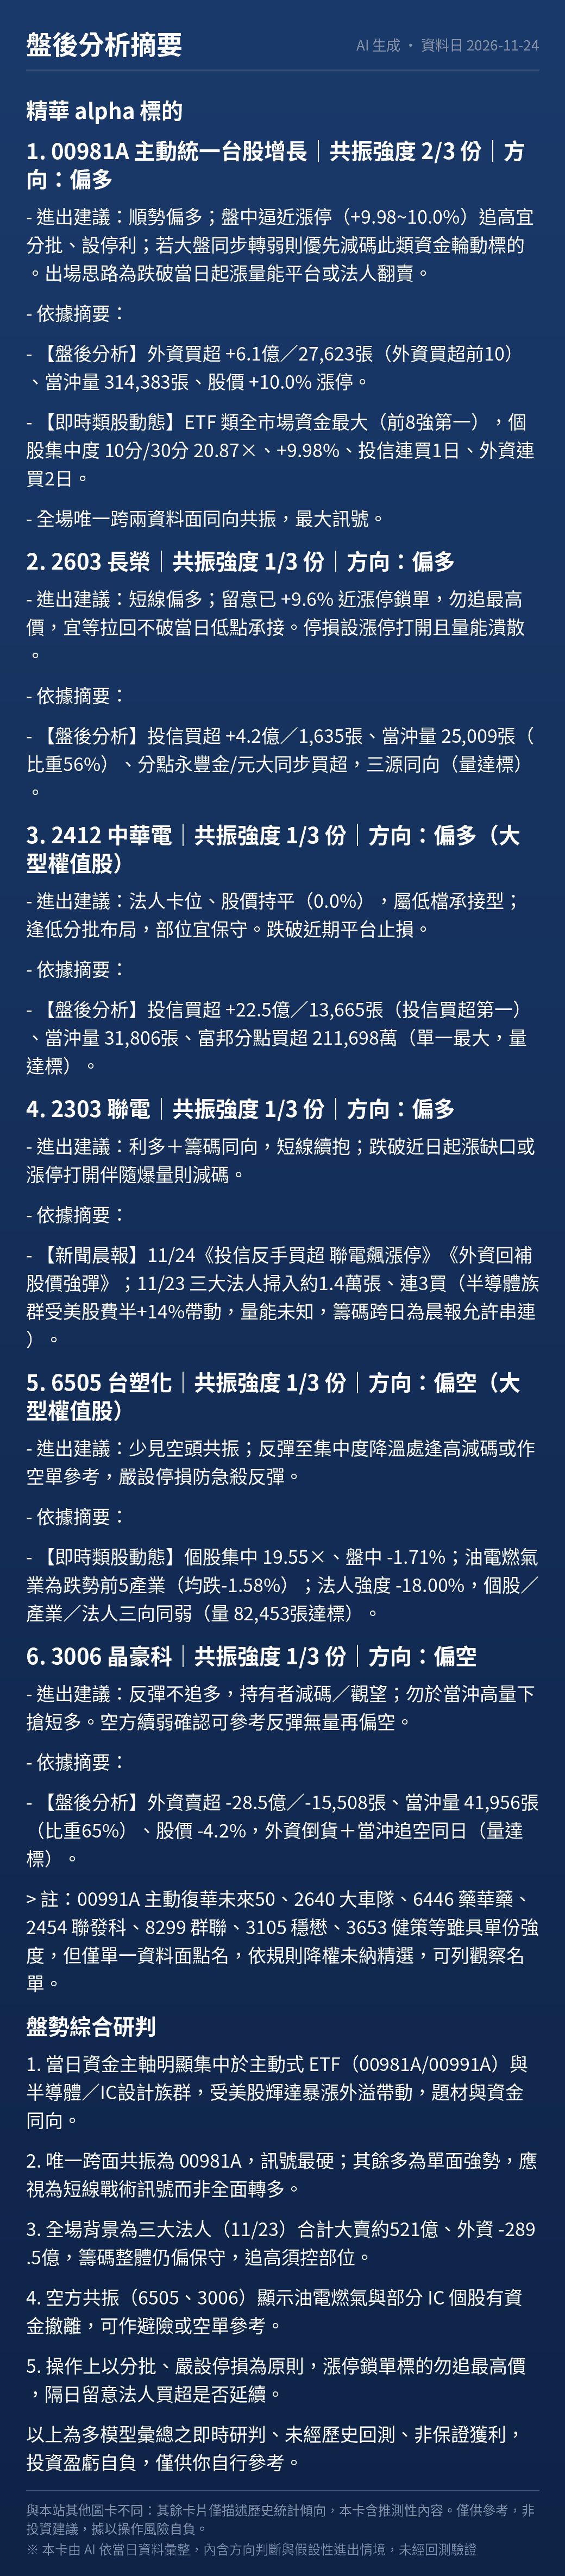 盤後分析摘要
AI 生成 · 資料日 2026-11-24
精華 alpha 標的
1. 00981A 主動統一台股增長｜共振強度 2/3 份｜方
向：偏多
- 進出建議：順勢偏多；盤中逼近漲停（+9.98~10.0%）追高宜
分批、設停利；若大盤同步轉弱則優先減碼此類資金輪動標的
。出場思路為跌破當日起漲量能平台或法人翻賣。
- 依據摘要：
- 【盤後分析】外資買超 +6.1億／27,623張（外資買超前10）
、當沖量 314,383張、股價 +10.0% 漲停。
- 【即時類股動態】ETF 類全市場資金最大（前8強第一），個
股集中度 10分/30分 20.87×、+9.98%、投信連買1日、外資連
買2日。
- 全場唯一跨兩資料面同向共振，最大訊號。
2. 2603 長榮｜共振強度 1/3 份｜方向：偏多
- 進出建議：短線偏多；留意已 +9.6% 近漲停鎖單，勿追最高
價，宜等拉回不破當日低點承接。停損設漲停打開且量能潰散
。
- 依據摘要：
- 【盤後分析】投信買超 +4.2億／1,635張、當沖量 25,009張（
比重56%）、分點永豐金/元大同步買超，三源同向（量達標）
。
3. 2412 中華電｜共振強度 1/3 份｜方向：偏多（大
型權值股）
- 進出建議：法人卡位、股價持平（0.0%），屬低檔承接型；
逢低分批布局，部位宜保守。跌破近期平台止損。
- 依據摘要：
- 【盤後分析】投信買超 +22.5億／13,665張（投信買超第一）
、當沖量 31,806張、富邦分點買超 211,698萬（單一最大，量
達標）。
4. 2303 聯電｜共振強度 1/3 份｜方向：偏多
- 進出建議：利多＋籌碼同向，短線續抱；跌破近日起漲缺口或
漲停打開伴隨爆量則減碼。
- 依據摘要：
- 【新聞晨報】11/24《投信反手買超 聯電飆漲停》《外資回補
股價強彈》；11/23 三大法人掃入約1.4萬張、連3買（半導體族
群受美股費半+14%帶動，量能未知，籌碼跨日為晨報允許串連
）。
5. 6505 台塑化｜共振強度 1/3 份｜方向：偏空（大
型權值股）
- 進出建議：少見空頭共振；反彈至集中度降溫處逢高減碼或作
空單參考，嚴設停損防急殺反彈。
- 依據摘要：
- 【即時類股動態】個股集中 19.55×、盤中 -1.71%；油電燃氣
業為跌勢前5產業（均跌-1.58%）；法人強度 -18.00%，個股／
產業／法人三向同弱（量 82,453張達標）。
6. 3006 晶豪科｜共振強度 1/3 份｜方向：偏空
- 進出建議：反彈不追多，持有者減碼／觀望；勿於當沖高量下
搶短多。空方續弱確認可參考反彈無量再偏空。
- 依據摘要：
- 【盤後分析】外資賣超 -28.5億／-15,508張、當沖量 41,956張
（比重65%）、股價 -4.2%，外資倒貨＋當沖追空同日（量達
標）。
> 註：00991A 主動復華未來50、2640 大車隊、6446 藥華藥、
2454 聯發科、8299 群聯、3105 穩懋、3653 健策等雖具單份強
度，但僅單一資料面點名，依規則降權未納精選，可列觀察名
單。
盤勢綜合研判
1. 當日資金主軸明顯集中於主動式 ETF（00981A/00991A）與
半導體／IC設計族群，受美股輝達暴漲外溢帶動，題材與資金
同向。
2. 唯一跨面共振為 00981A，訊號最硬；其餘多為單面強勢，應
視為短線戰術訊號而非全面轉多。
3. 全場背景為三大法人（11/23）合計大賣約521億、外資 -289
.5億，籌碼整體仍偏保守，追高須控部位。
4. 空方共振（6505、3006）顯示油電燃氣與部分 IC 個股有資
金撤離，可作避險或空單參考。
5. 操作上以分批、嚴設停損為原則，漲停鎖單標的勿追最高價
，隔日留意法人買超是否延續。
以上為多模型彙總之即時研判、未經歷史回測、非保證獲利，
投資盈虧自負，僅供你自行參考。
與本站其他圖卡不同：其餘卡片僅描述歷史統計傾向，本卡含推測性內容。僅供參考，非
投資建議，據以操作風險自負。
※ 本卡由 AI 依當日資料彙整，內含方向判斷與假設性進出情境，未經回測驗證